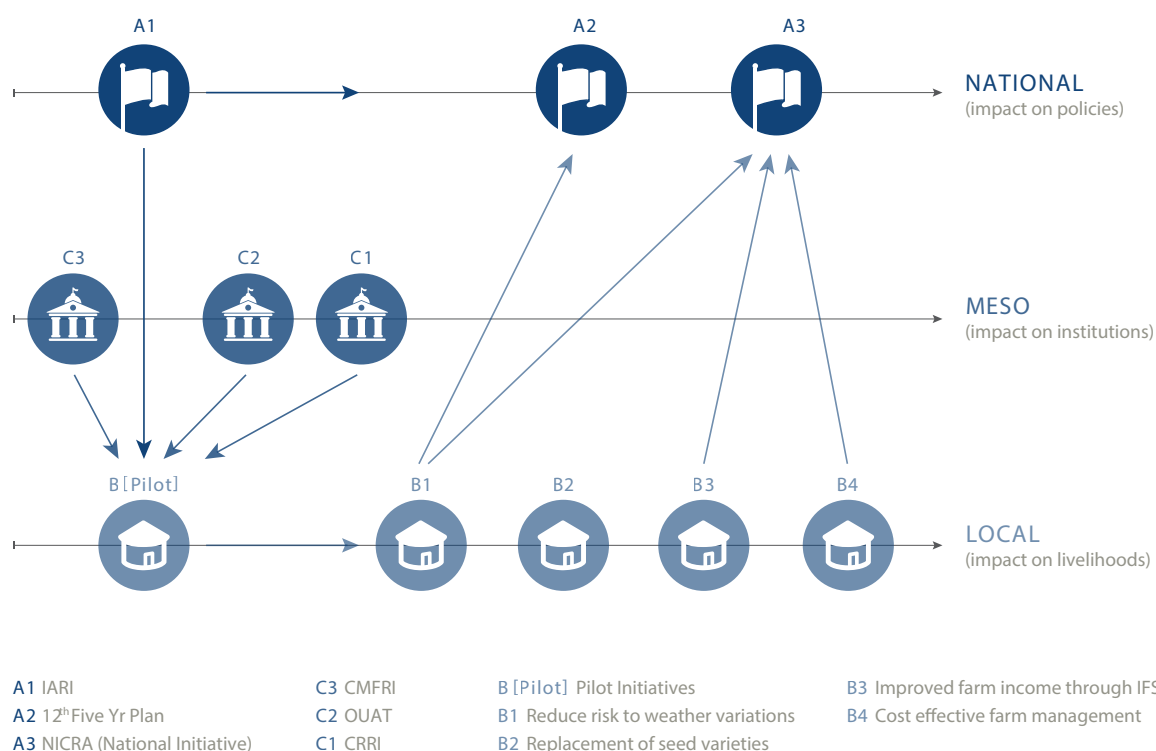 A1
A2
A3
NATIONAL
(impact on policies)
C3
C2
C1
MESO
(impact on institutions)
B [Pilot]
B1
B2
B3
B4
LOCAL
(impact on livelihoods)
A1 IARI
A2 12th Five Yr Plan
A3 NICRA (National Initiative)
C3 CMFRI
C2 OUAT
C1 CRRI
B [Pilot] Pilot Initiatives
B1 Reduce risk to weather variations
B2 Replacement of seed varieties
B3 Improved farm income through IFS
B4 Cost effective farm management